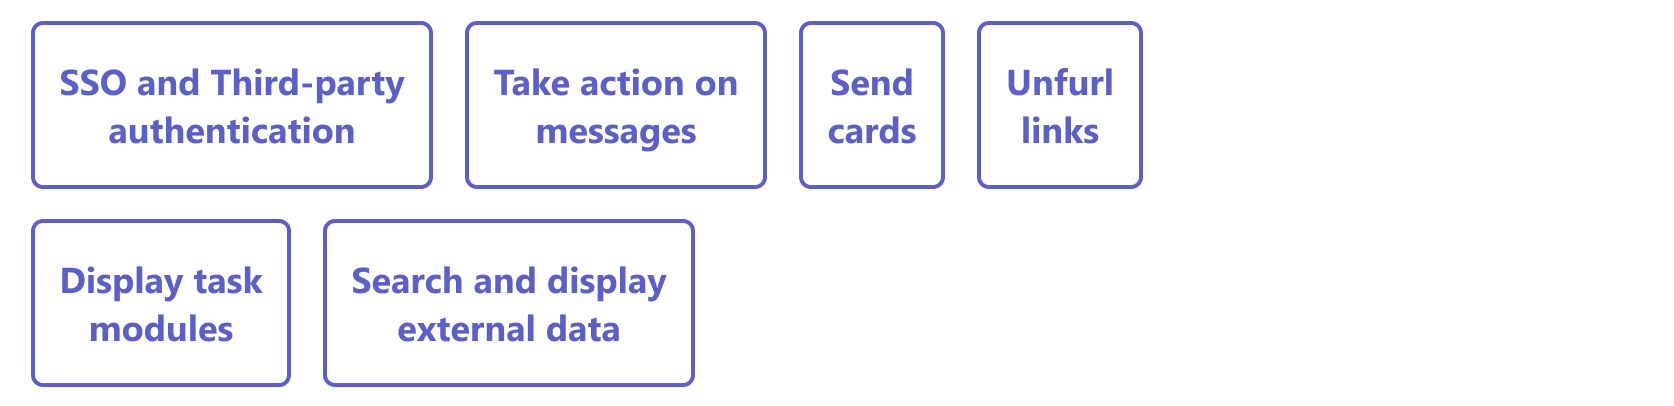 SSO and Third-party
authentication
Take action on
messages
Send
cards
Unfurl
links
Display task
modules
Search and display
external data